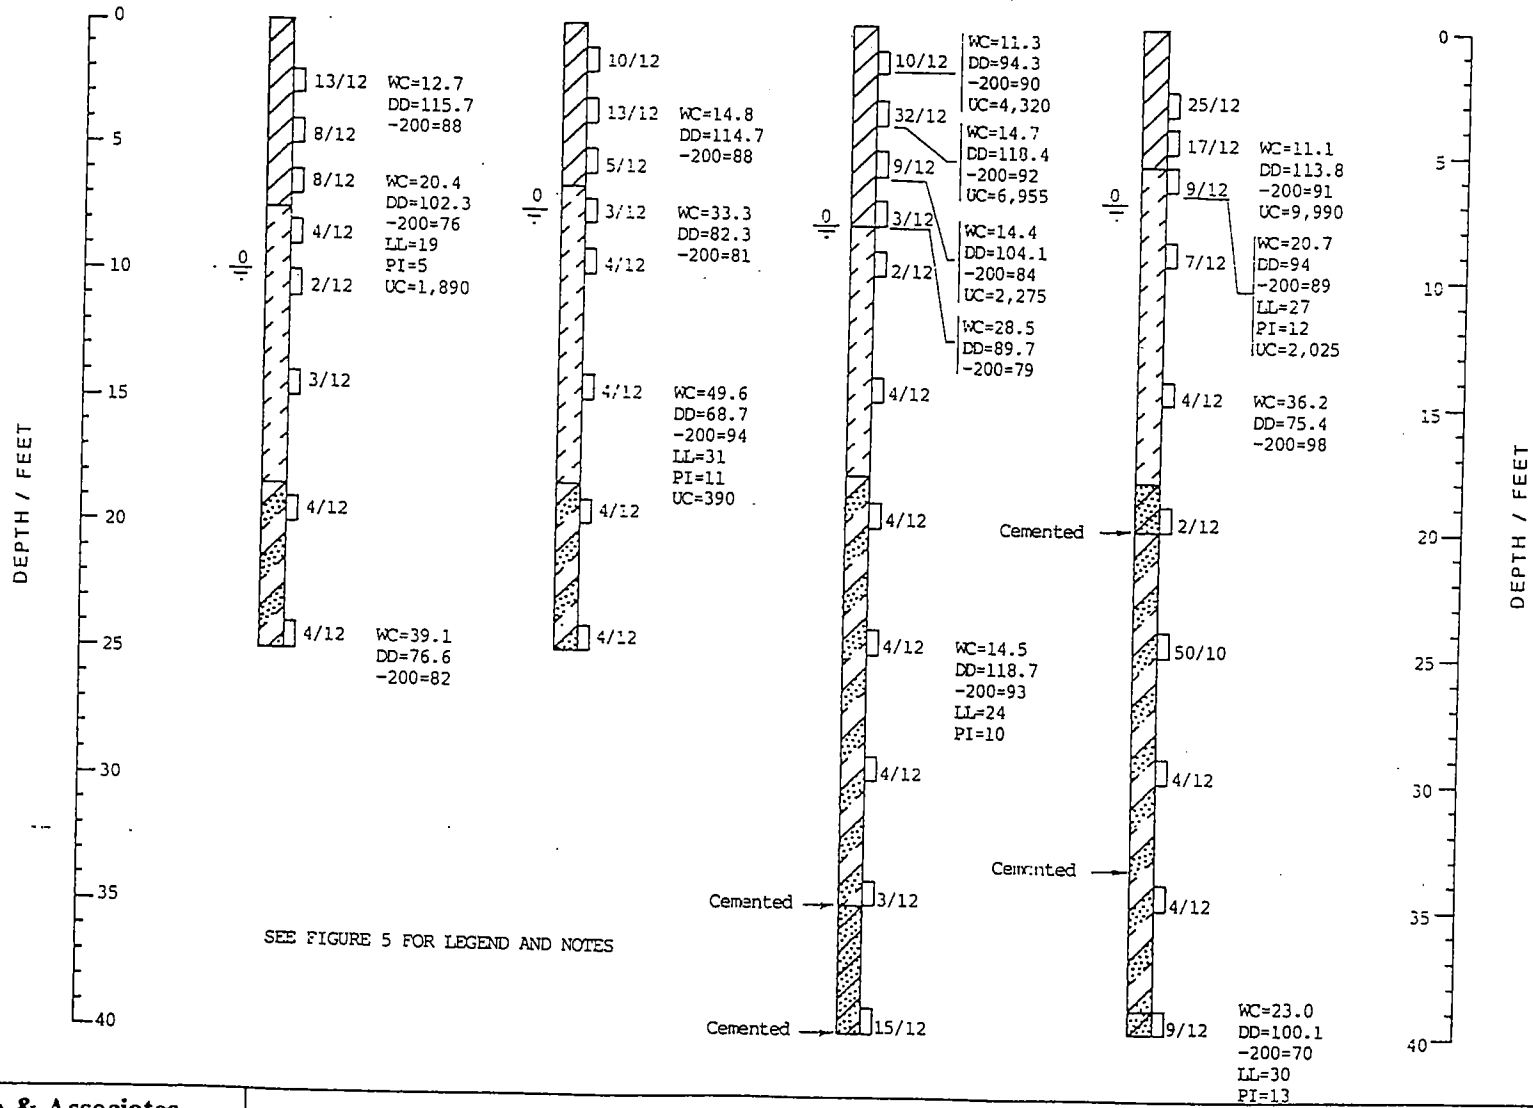 0
5
10
15
20
25
30
35
40
DEPTH / FEET
13/12
WC=12.7
DD=115.7
-200=88
8/12
8/12
WC=20.4
DD=102.3
-200=76
LL=19
PI=5
UC=1,890
4/12
0
2/12
3/12
4/12
4/12
WC=39.1
DD=76.6
-200=82
10/12
13/12
WC=14.8
DD=114.7
-200=88
5/12
0
3/12
WC=33.3
DD=82.3
-200=81
4/12
4/12
WC=49.6
DD=68.7
-200=94
LL=31
PI=11
UC=390
4/12
4/12
10/12
WC=11.3
DD=94.3
-200=90
UC=4,320
32/12
WC=14.7
DD=118.4
-200=92
UC=6,955
9/12
WC=14.4
DD=104.1
-200=84
UC=2,275
0
3/12
WC=28.5
DD=89.7
-200=79
2/12
4/12
4/12
4/12
WC=14.5
DD=118.7
-200=93
LL=24
PI=10
4/12
Cemented
3/12
Cemented
15/12
25/12
17/12
WC=11.1
DD=113.8
-200=91
UC=9,990
0
9/12
WC=20.7
DD=94
-200=89
LL=27
PI=12
UC=2,025
7/12
4/12
WC=36.2
DD=75.4
-200=98
Cemented
2/12
50/10
4/12
Cemented
4/12
9/12
WC=23.0
DD=100.1
-200=70
LL=30
PI=13
0
5
10
15
20
25
30
35
40
DEPTH / FEET
SEE FIGURE 5 FOR LEGEND AND NOTES
& Associates